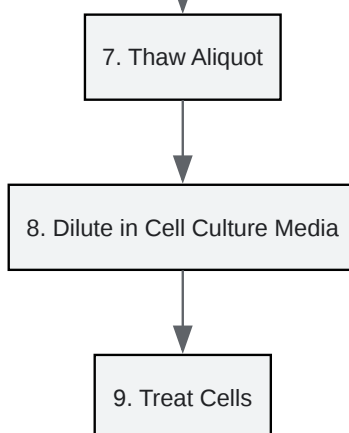 7. Thaw Aliquot
8. Dilute in Cell Culture Media
9. Treat Cells